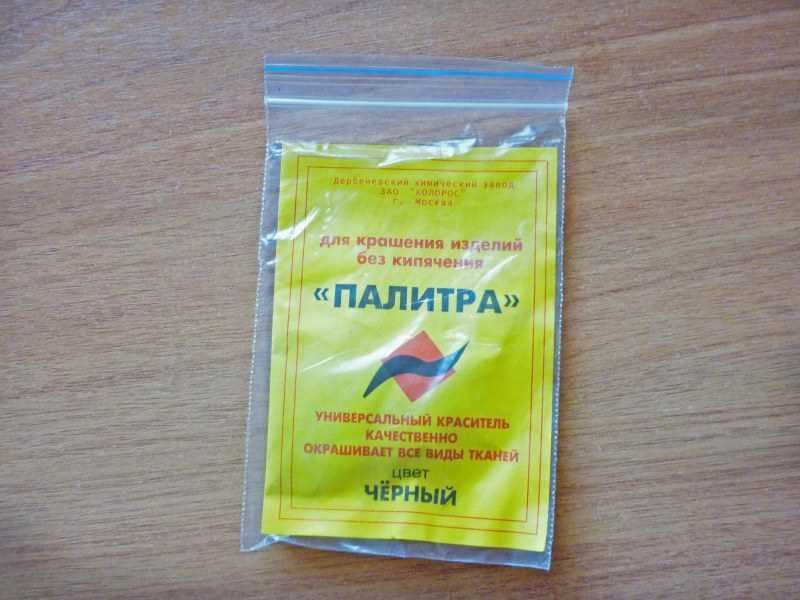 Дербеневский химический завод
ЗАО "КОЛОРОС"
г. Москва
для крашения изделий
без кипячения
«ПАЛИТРА»
УНИВЕРСАЛЬНЫЙ КРАСИТЕЛЬ
КАЧЕСТВЕННО
ОКРАШИВАЕТ ВСЕ ВИДЫ ТКАНЕЙ
цвет
ЧЁРНЫЙ